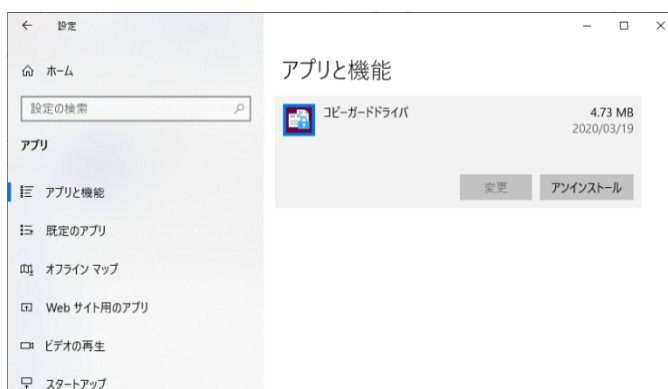 設定
ホーム
設定の検索
アプリ
アプリと機能
既定のアプリ
オフライン マップ
Web サイト用のアプリ
ビデオの再生
スタートアップ
アプリと機能
コピーガードドライバ
4.73 MB
2020/03/19
変更
アンインストール